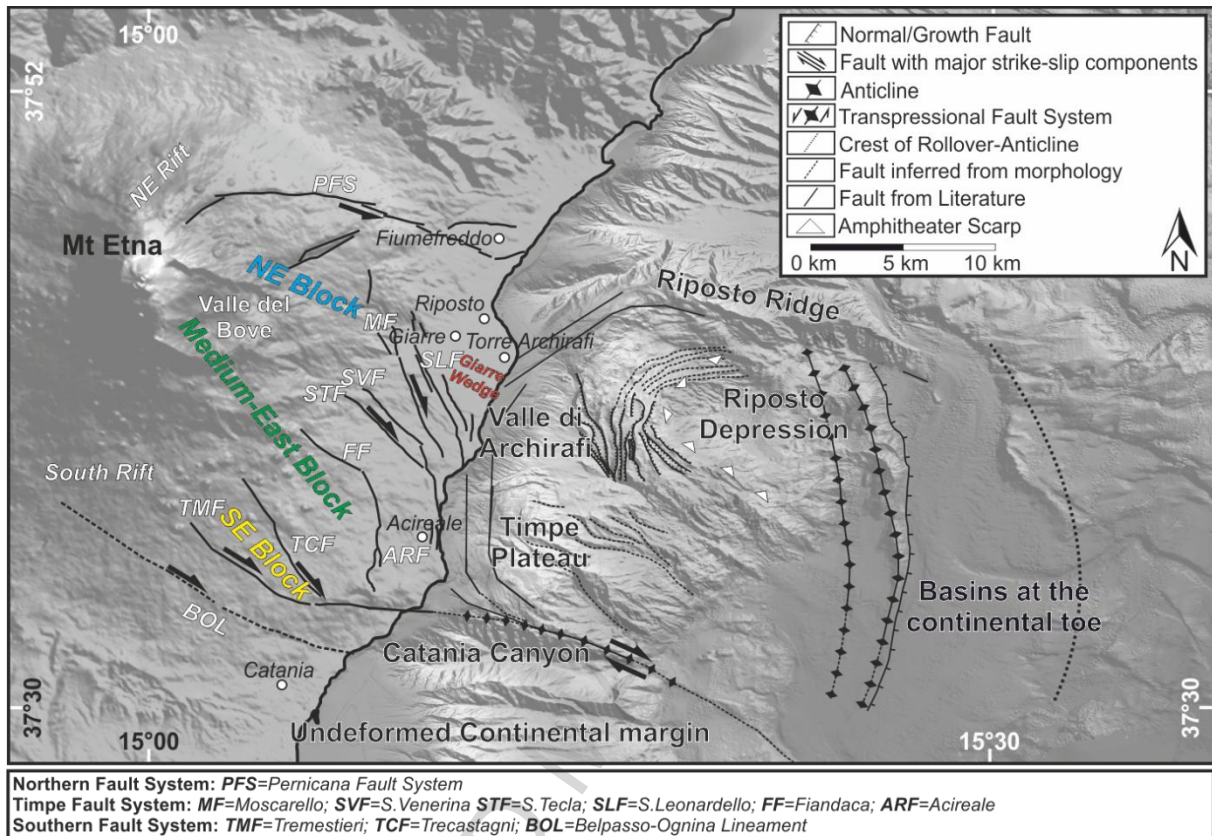 15°00
37°52
Normal/Growth Fault
Fault with major strike-slip components
Anticline
Transpressional Fault System
Crest of Rollover-Anticline
Fault inferred from morphology
Fault from Literature
Amphitheater Scarp
0 km
5 km
10 km
N
NE Rift
PFS
Mt Etna
Fiumefreddo
NE Block
Valle del
Bove
MF
Riposto
Giarre
Torre Archirafi
SLF
Giarre
Wedge
Riposto Ridge
Medium-East Block
STF
SVF
Valle di
Archirafi
Riposto
Depression
FF
South Rift
TMF
SE Block
TCF
Acireale
ARF
Timpe
Plateau
Basins at the
continental toe
BOL
Catania Canyon
Catania
37°30
37°30
Undeformed Continental margin
15°00
15°30
Northern Fault System: PFS=Pernicana Fault System
Timpe Fault System: MF=Moscarello; SVF=S.Venerina STF=S.Tecla; SLF=S.Leonardello; FF=Fiandaca; ARF=Acireale
Southern Fault System: TMF=Tremestieri; TCF=Trecastagni; BOL=Belpasso-Ognina Lineament